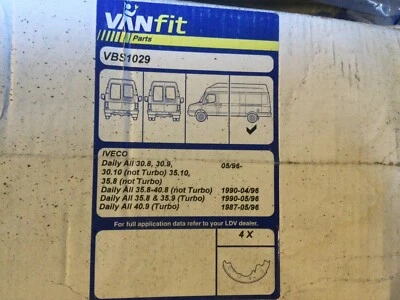 VANfit
Parts
VBS1029
IVECO
Daily All 30.8, 30.9, 05/96-
30.10 (not Turbo) 35.10,
35.8 (not Turbo)
Daily All 35.8-40.8 (not Turbo) 1990-04/96
Daily All 35.8 & 35.9 (Turbo) 1990-05/96
Daily All 40.9 (Turbo) 1987-05/96
For full application data refer to your LDV dealer.
4 X